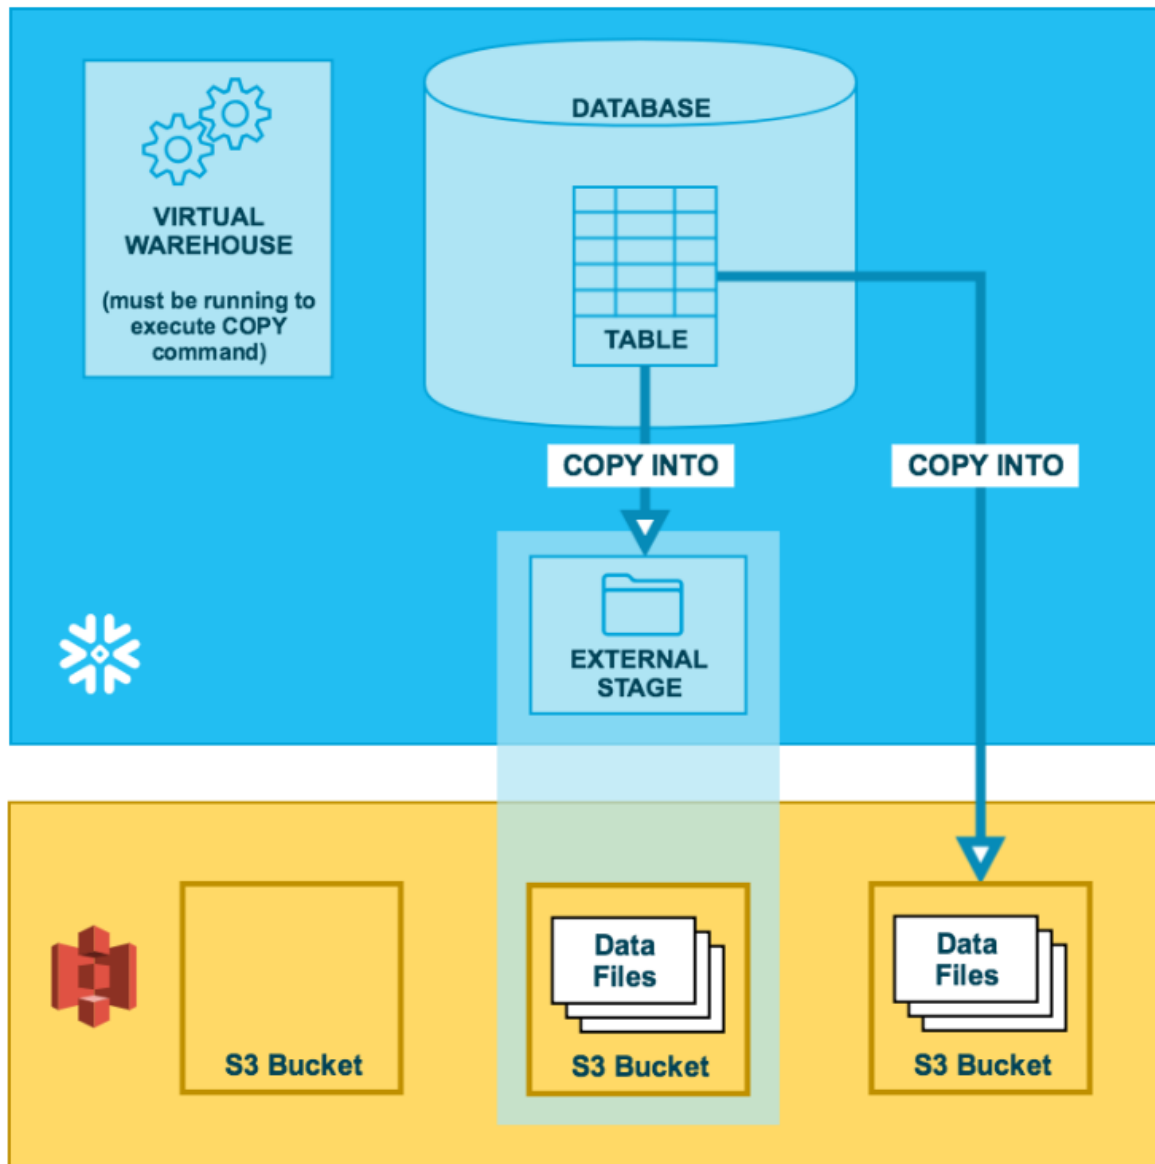 DATABASE
VIRTUAL
WAREHOUSE
(must be running to
execute COPY
command)
TABLE
COPY INTO
COPY INTO
EXTERNAL
STAGE
S3 Bucket
Data
Files
S3 Bucket
Data
Files
S3 Bucket